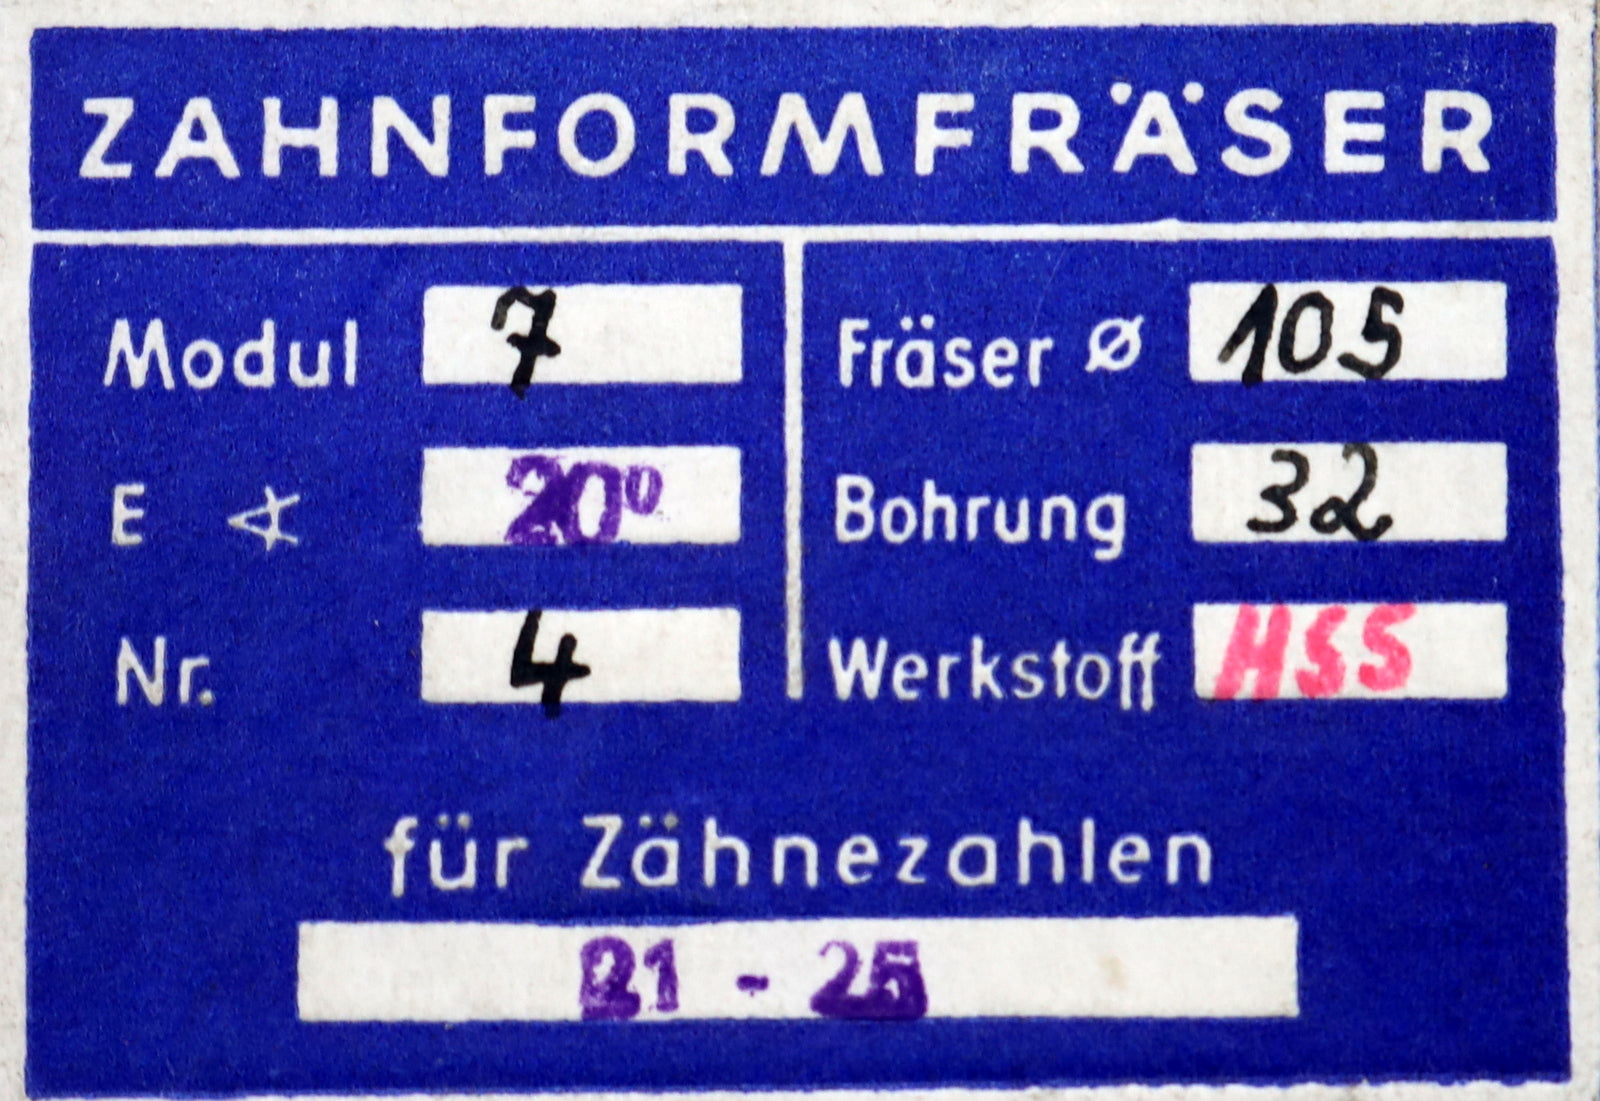 ZAHNFORMFRÄSER
Modul 7
E ∢ 20°
Nr. 4
Fräser ⌀ 105
Bohrung 32
Werkstoff HSS
für Zähnezahlen
21 - 25